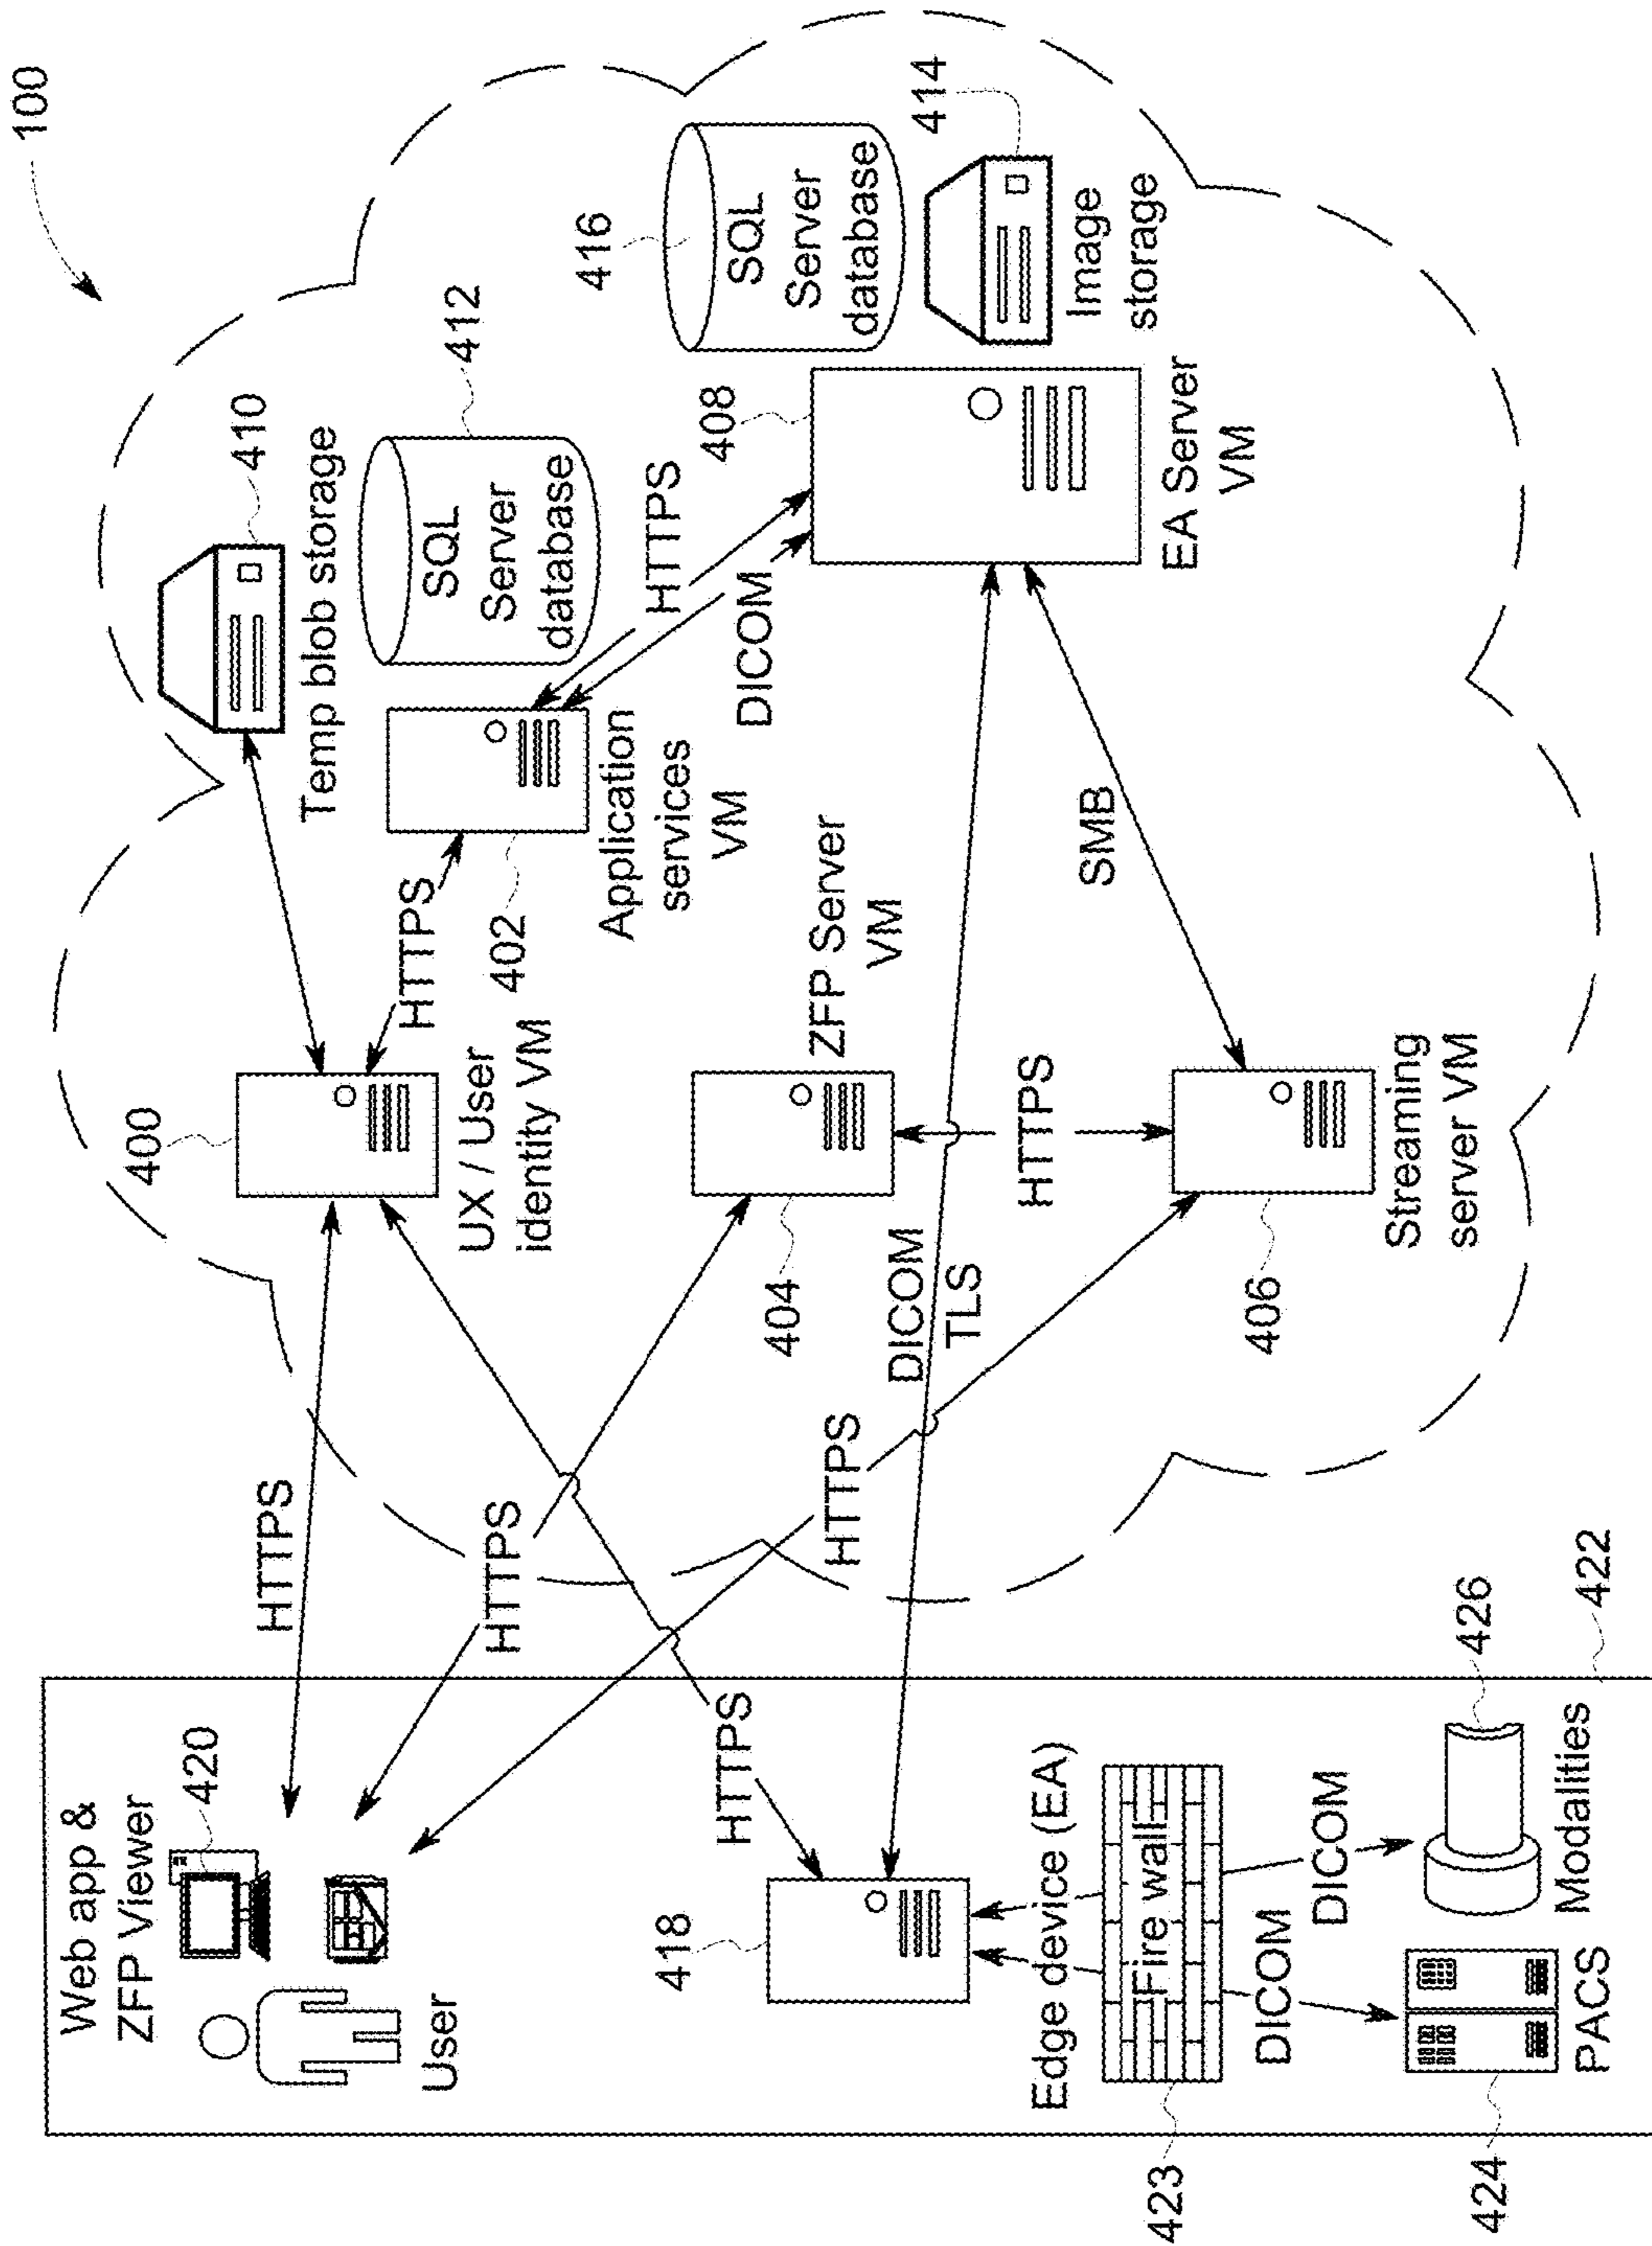 100
Web app &
ZFP Viewer
420
User
HTTPS
HTTPS
HTTPS
HTTPS
418
Edge device (EA)
Fire wall
423
DICOM
DICOM
424
PACS
426
Modalities
422
400
UX / User
identity VM
HTTPS
410
Temp blob storage
412
SQL
Server
database
402
Application
services
VM
HTTPS
DICOM
404
ZFP Server
VM
DICOM
TLS
HTTPS
406
Streaming
server VM
SMB
408
EA Server
VM
416
SQL
Server
database
414
Image
storage